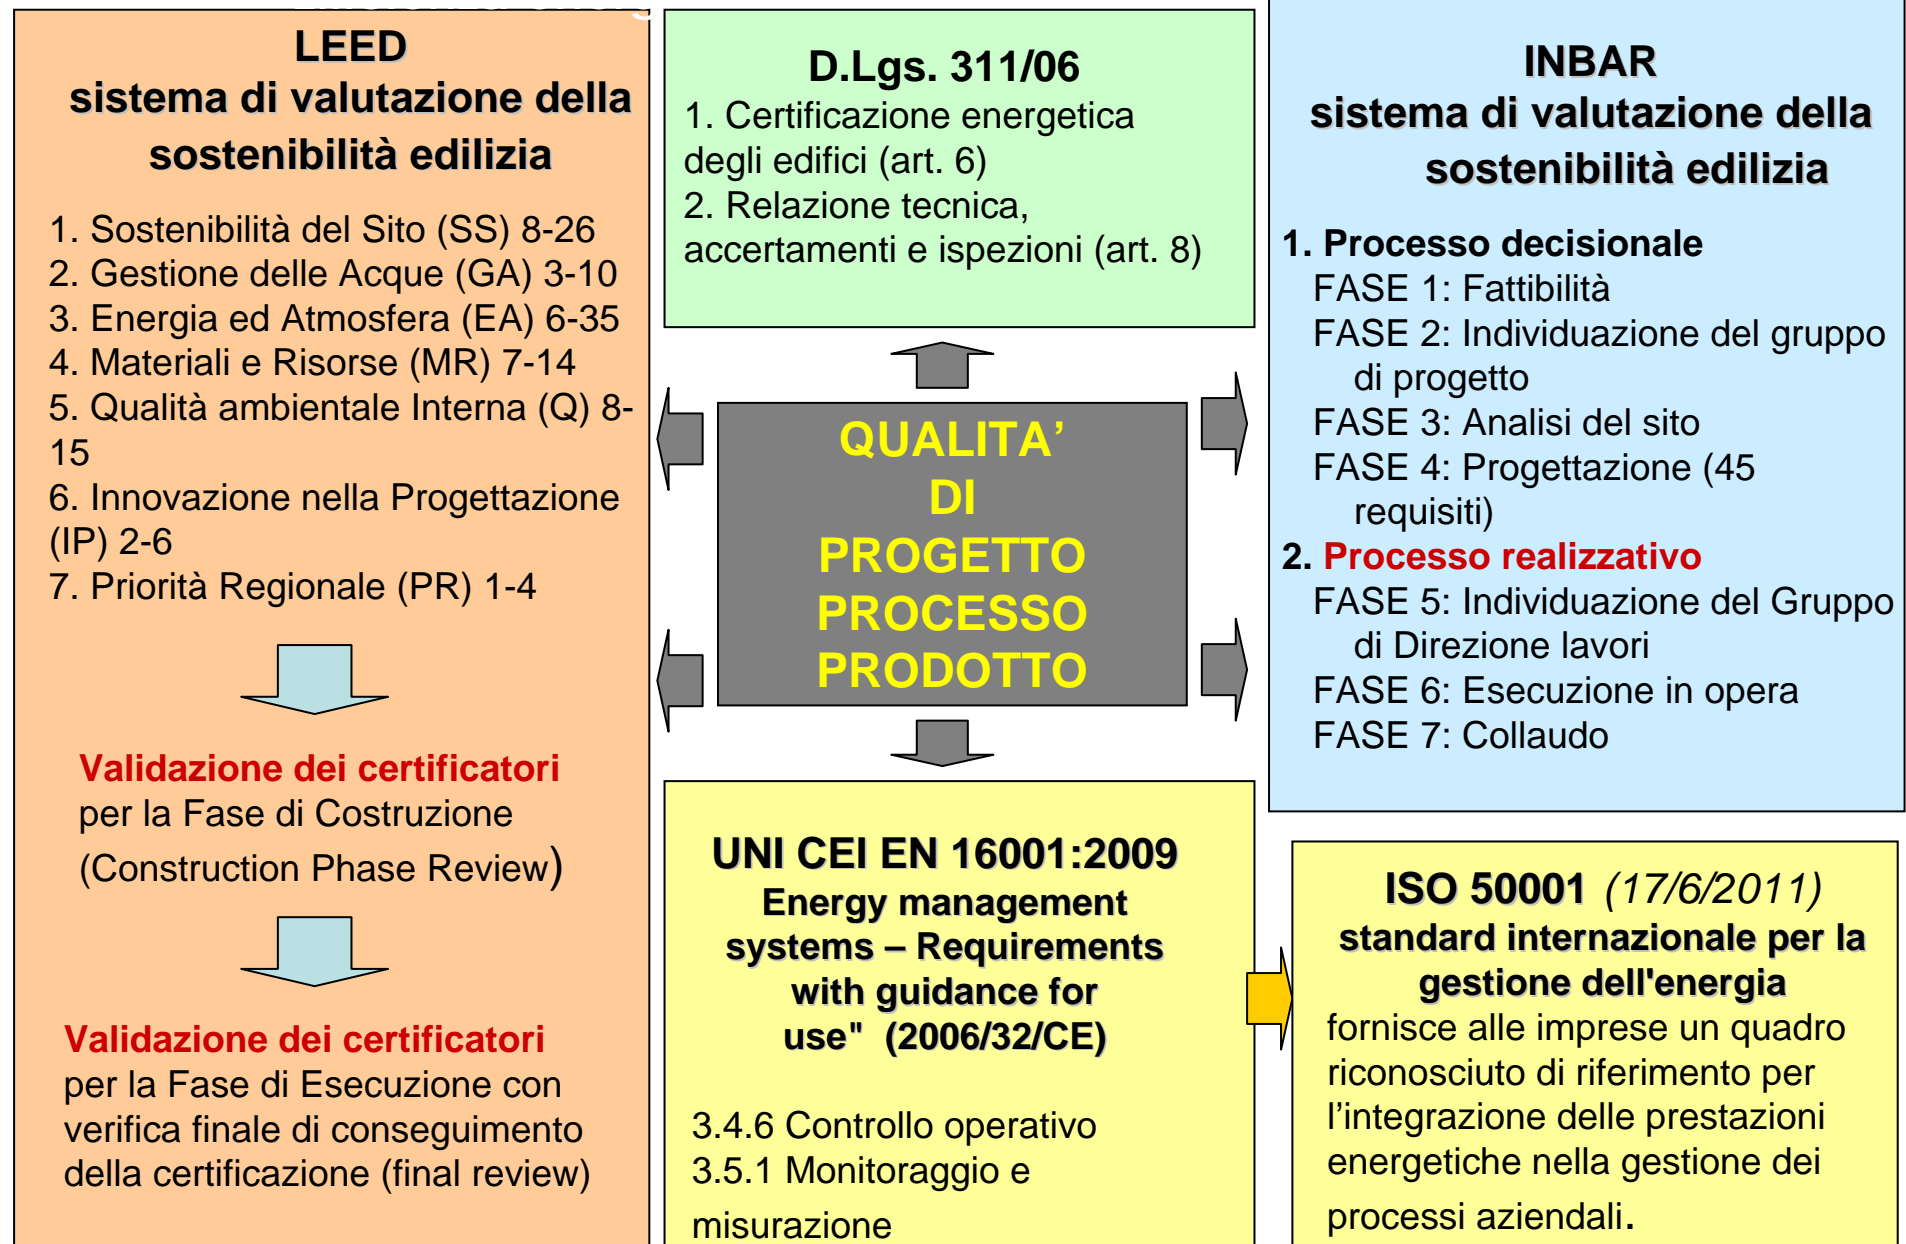 LEED
sistema di valutazione della
sostenibilità edilizia
1. Sostenibilità del Sito (SS) 8-26
2. Gestione delle Acque (GA) 3-10
3. Energia ed Atmosfera (EA) 6-35
4. Materiali e Risorse (MR) 7-14
5. Qualità ambientale Interna (Q) 8-
15
6. Innovazione nella Progettazione
(IP) 2-6
7. Priorità Regionale (PR) 1-4
Validazione dei certificatori
per la Fase di Costruzione
(Construction Phase Review)
Validazione dei certificatori
per la Fase di Esecuzione con
verifica finale di conseguimento
della certificazione (final review)
D.Lgs. 311/06
1. Certificazione energetica
degli edifici (art. 6)
2. Relazione tecnica,
accertamenti e ispezioni (art. 8)
QUALITA’
DI
PROGETTO
PROCESSO
PRODOTTO
UNI CEI EN 16001:2009
Energy management
systems – Requirements
with guidance for
use" (2006/32/CE)
3.4.6 Controllo operativo
3.5.1 Monitoraggio e
misurazione
INBAR
sistema di valutazione della
sostenibilità edilizia
1. Processo decisionale
FASE 1: Fattibilità
FASE 2: Individuazione del gruppo
di progetto
FASE 3: Analisi del sito
FASE 4: Progettazione (45
requisiti)
2. Processo realizzativo
FASE 5: Individuazione del Gruppo
di Direzione lavori
FASE 6: Esecuzione in opera
FASE 7: Collaudo
ISO 50001 (17/6/2011)
standard internazionale per la
gestione dell'energia
fornisce alle imprese un quadro
riconosciuto di riferimento per
l’integrazione delle prestazioni
energetiche nella gestione dei
processi aziendali.